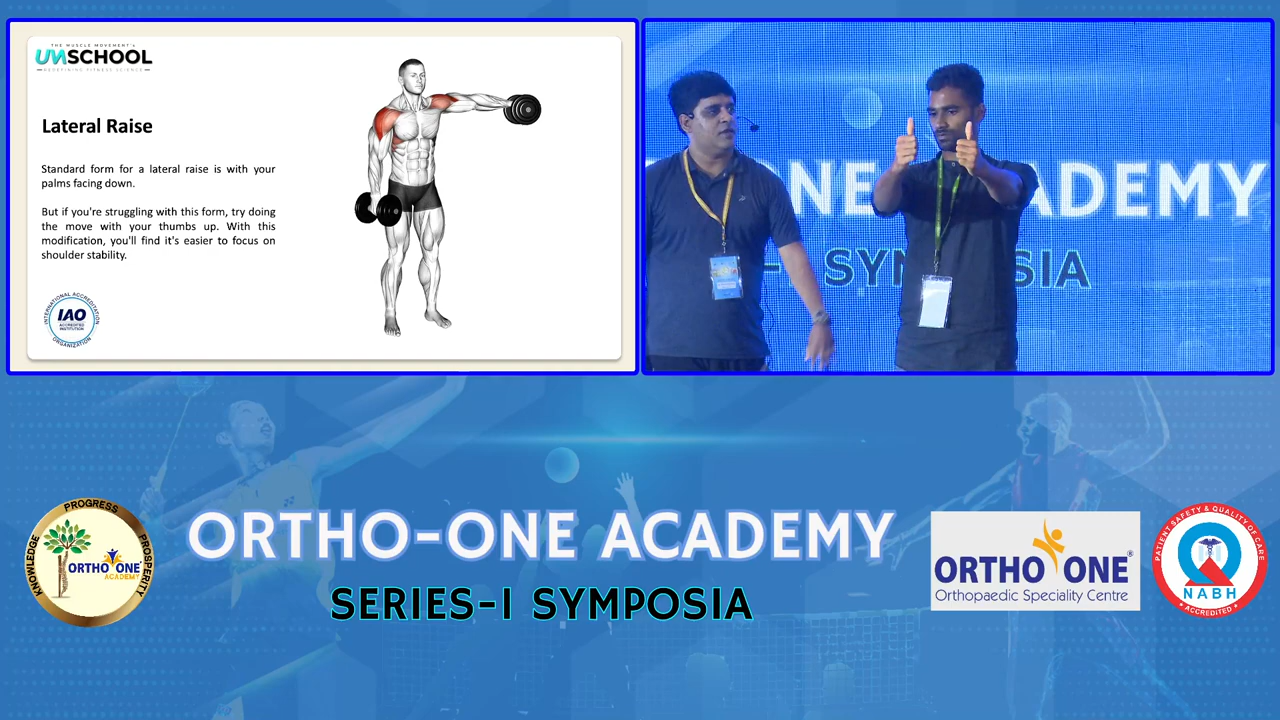 THE MUSCLE MOVEMENT'S
UMSCHOOL
REDEFINING FITNESS SCIENCE
Lateral Raise
Standard form for a lateral raise is with your
palms facing down.
But if you're struggling with this form, try doing
the move with your thumbs up. With this
modification, you'll find it's easier to focus on
shoulder stability.
INTERNATIONAL ACCREDITATION
IAO
ACCREDITED
INSTITUTION
ORGANIZATION
NE ACADEMY
I SYMPOSIA
PROGRESS
KNOWLEDGE
PROSPERITY
ORTHO ONE
ACADEMY
ORTHO-ONE ACADEMY
SERIES-I SYMPOSIA
ORTHO ONE®
Orthopaedic Speciality Centre
PATIENT SAFETY & QUALITY OF CARE
NABH
• ACCREDITED •